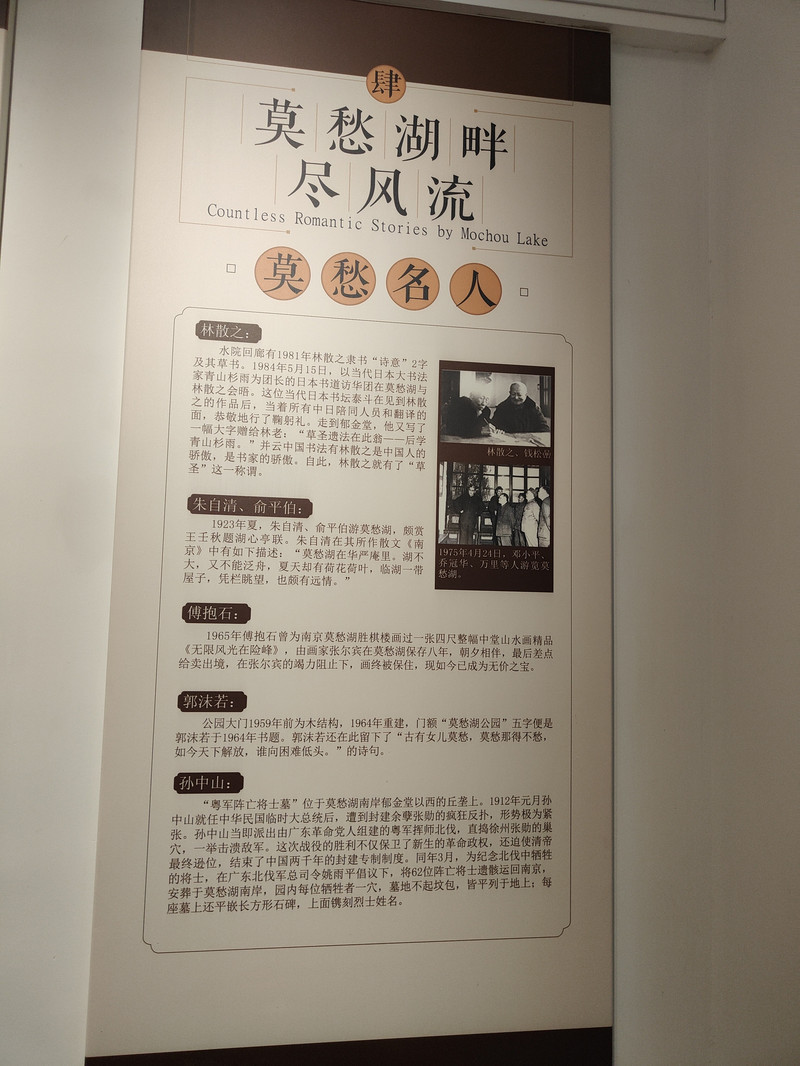 肆
莫愁湖畔
尽风流
Countless Romantic Stories by Mochou Lake
莫愁名人
林散之：
水院回廊有1981年林散之隶书“诗意”2字
及其草书。1984年5月15日，以当代日本大书法
家青山杉雨为团长的日本书道访华团在莫愁湖与
林散之会晤。这位当代日本书坛泰斗在见到林散
之的作品后，当着所有中日陪同人员和翻译的
面，恭敬地行了鞠躬礼。走到郁金堂，他又写了
一幅大字赠给林老：“草圣遗法在此翁——后学
青山杉雨。”并云中国书法有林散之是中国人的
骄傲，是书家的骄傲。自此，林散之就有了“草
圣”这一称谓。
林散之、钱松喦
1975年4月24日，邓小平、
乔冠华、万里等人游览莫
愁湖。
朱自清、俞平伯：
1923年夏，朱自清、俞平伯游莫愁湖，颇赏
王壬秋题湖心亭联。朱自清在其所作散文《南
京》中有如下描述：“莫愁湖在华严庵里。湖不
大，又不能泛舟，夏天却有荷花荷叶，临湖一带
屋子，凭栏眺望，也颇有远情。”
傅抱石：
1965年傅抱石曾为南京莫愁湖胜棋楼画过一张四尺整幅中堂山水画精品
《无限风光在险峰》，由画家张尔宾在莫愁湖保存八年，朝夕相伴，最后差点
给卖出境，在张尔宾的竭力阻止下，画终被保住，现如今已成为无价之宝。
郭沫若：
公园大门1959年前为木结构，1964年重建，门额“莫愁湖公园”五字便是
郭沫若于1964年书题。郭沫若还在此留下了“古有女儿莫愁，莫愁那得不愁，
如今天下解放，谁向困难低头。”的诗句。
孙中山：
“粤军阵亡将士墓”位于莫愁湖南岸郁金堂以西的丘垄上。1912年元月孙
中山就任中华民国临时大总统后，遭到封建余孽张勋的疯狂反扑，形势极为紧
张。孙中山当即派出由广东革命党人组建的粤军挥师北伐，直捣徐州张勋的巢
穴，一举击溃敌军。这次战役的胜利不仅保卫了新生的革命政权，还迫使清帝
最终逊位，结束了中国两千年的封建专制制度。同年3月，为纪念北伐中牺牲
的将士，在广东北伐军总司令姚雨平倡议下，将62位阵亡将士遗骸运回南京，
安葬于莫愁湖南岸，园内每位牺牲者一穴，墓地不起坟包，皆平列于地上；每
座墓上还平嵌长方形石碑，上面镌刻烈士姓名。